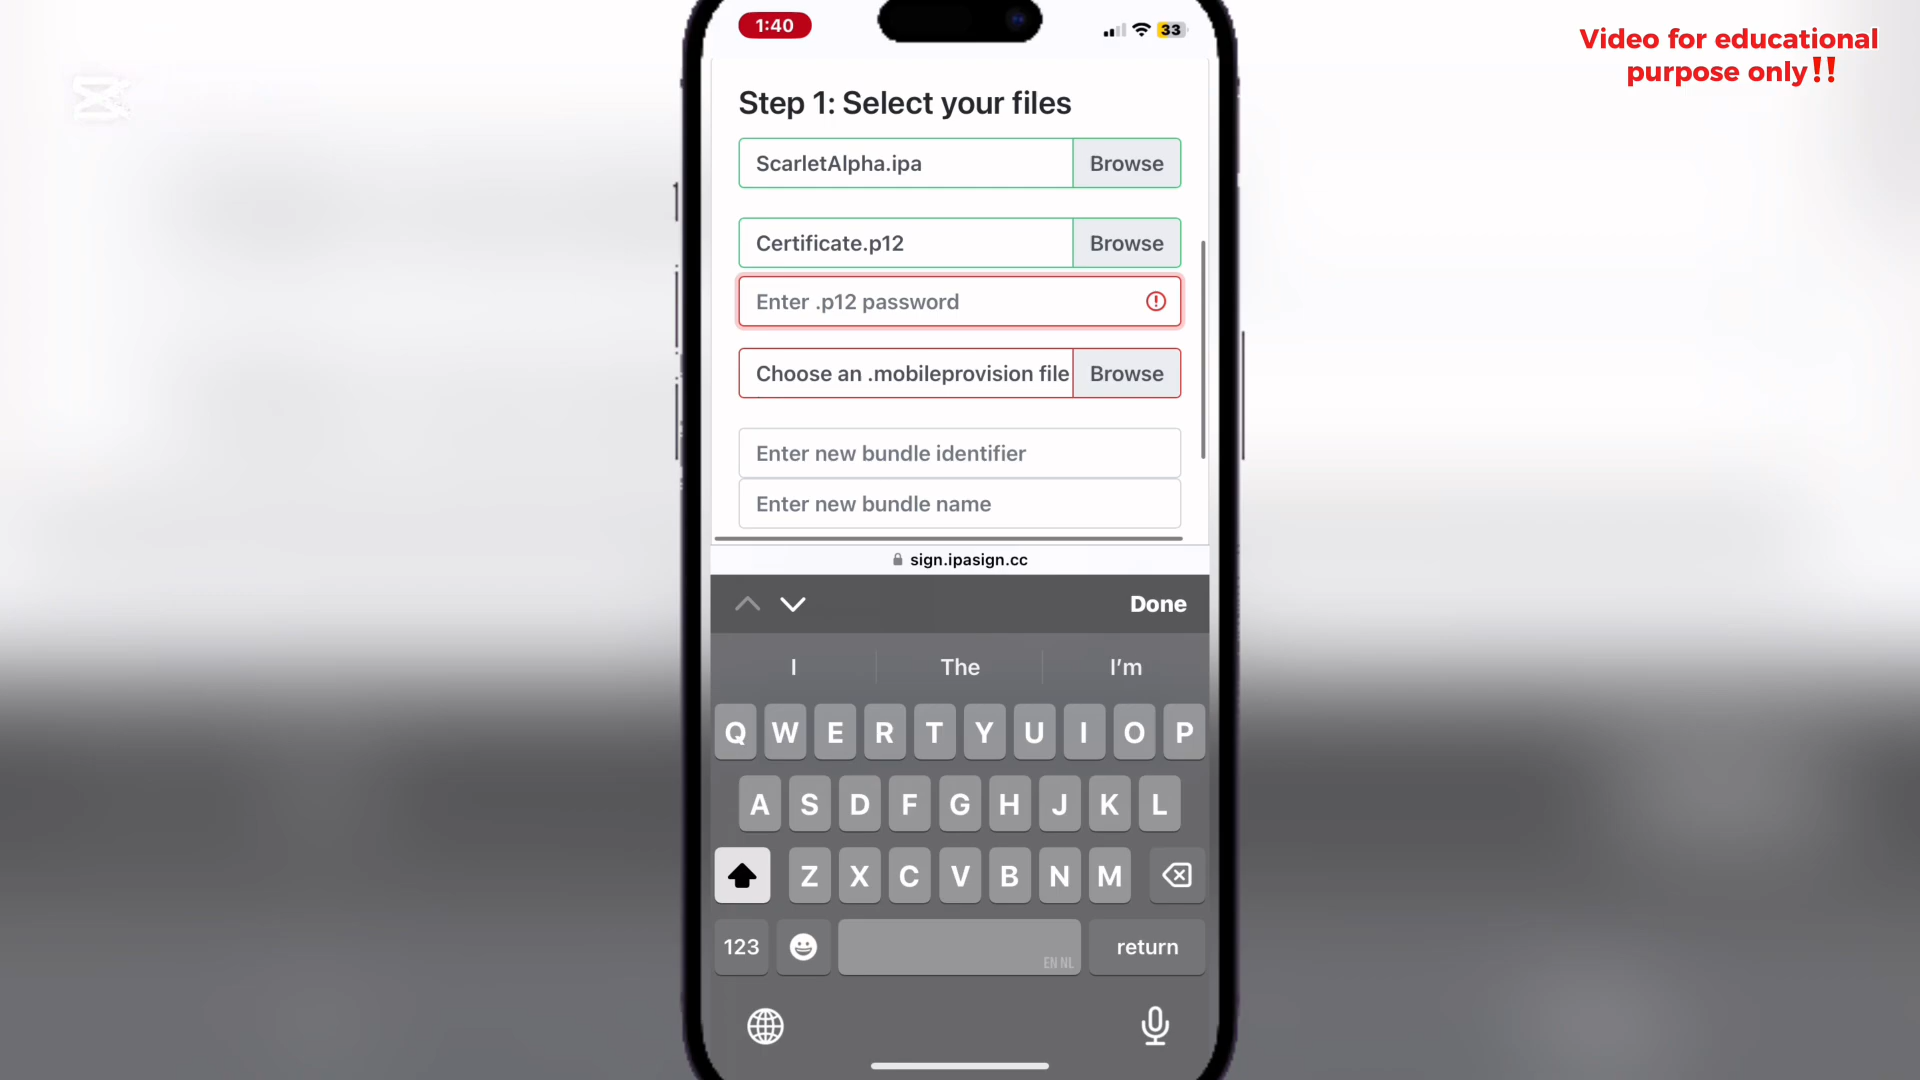 1:40
33
Video for educational
purpose only!!
Step 1: Select your files
ScarletAlpha.ipa
Browse
Certificate.p12
Browse
Enter .p12 password
Choose an .mobileprovision file
Browse
Enter new bundle identifier
Enter new bundle name
sign.ipasign.cc
Done
I The I'm
Q W E R T Y U I O P
A S D F G H J K L
Z X C V B N M
123
EN NL
return